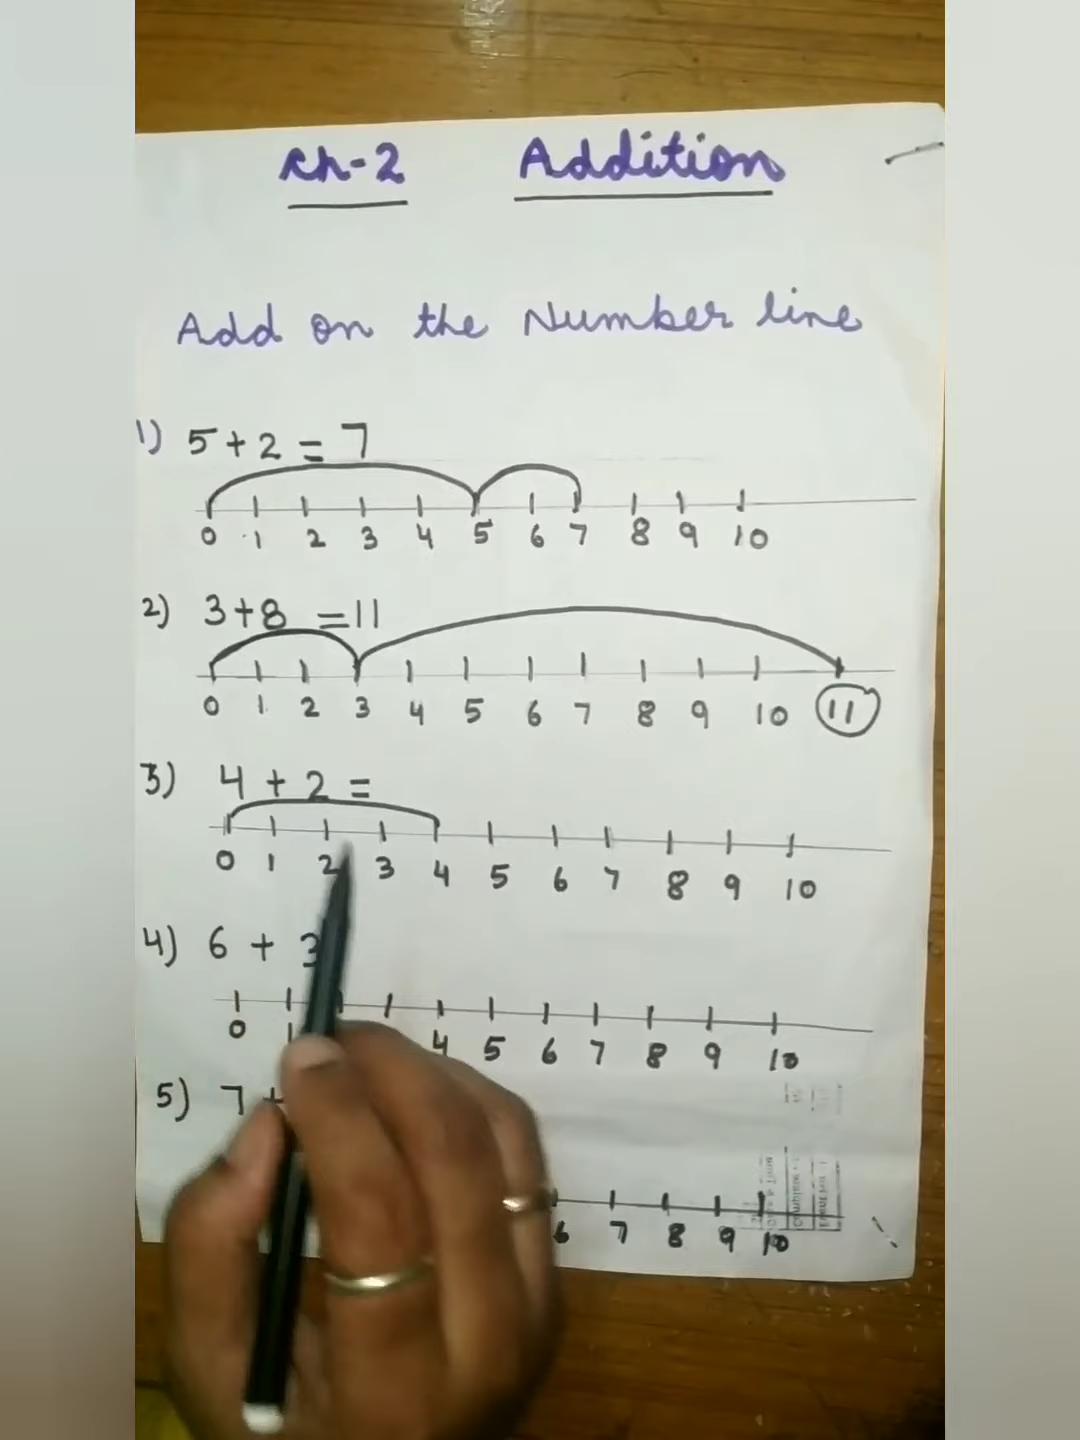 Ch-2 Addition
Add on the Number line
1) 5+2 = 7
0 1 2 3 4 5 6 7 8 9 10
2) 3+8 =11
0 1 2 3 4 5 6 7 8 9 10 11
3) 4 + 2 =
0 1 2 3 4 5 6 7 8 9 10
4) 6 + 3
0 1 4 5 6 7 8 9 10
5) 7 +
6 7 8 9 10